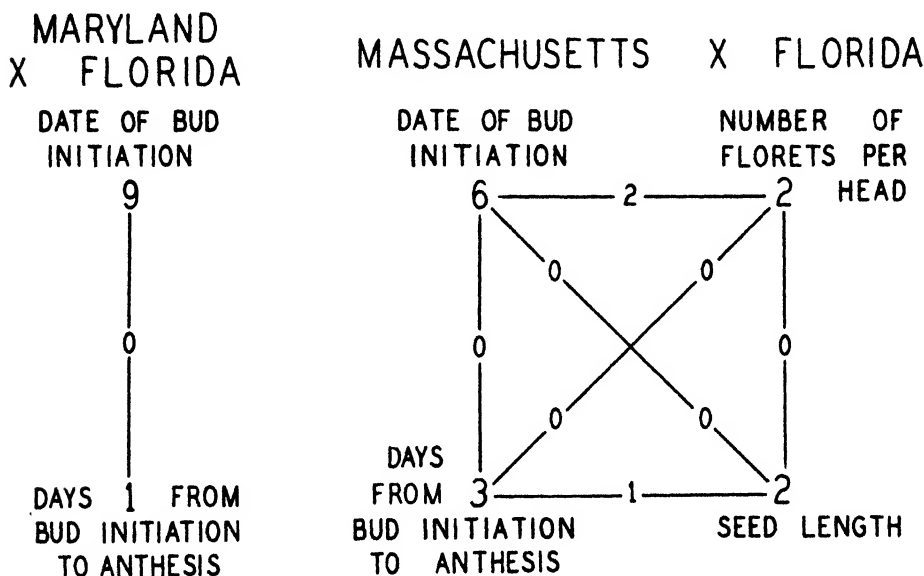 MARYLAND
X FLORIDA
DATE OF BUD
INITIATION
9
0
DAYS 1 FROM
BUD INITIATION
TO ANTHESIS
MASSACHUSETTS X FLORIDA
DATE OF BUD
INITIATION
NUMBER OF
FLORETS PER
HEAD
6 2 2
0 0
0 0
0 0
DAYS
FROM 3 1 2
BUD INITIATION
TO ANTHESIS
SEED LENGTH